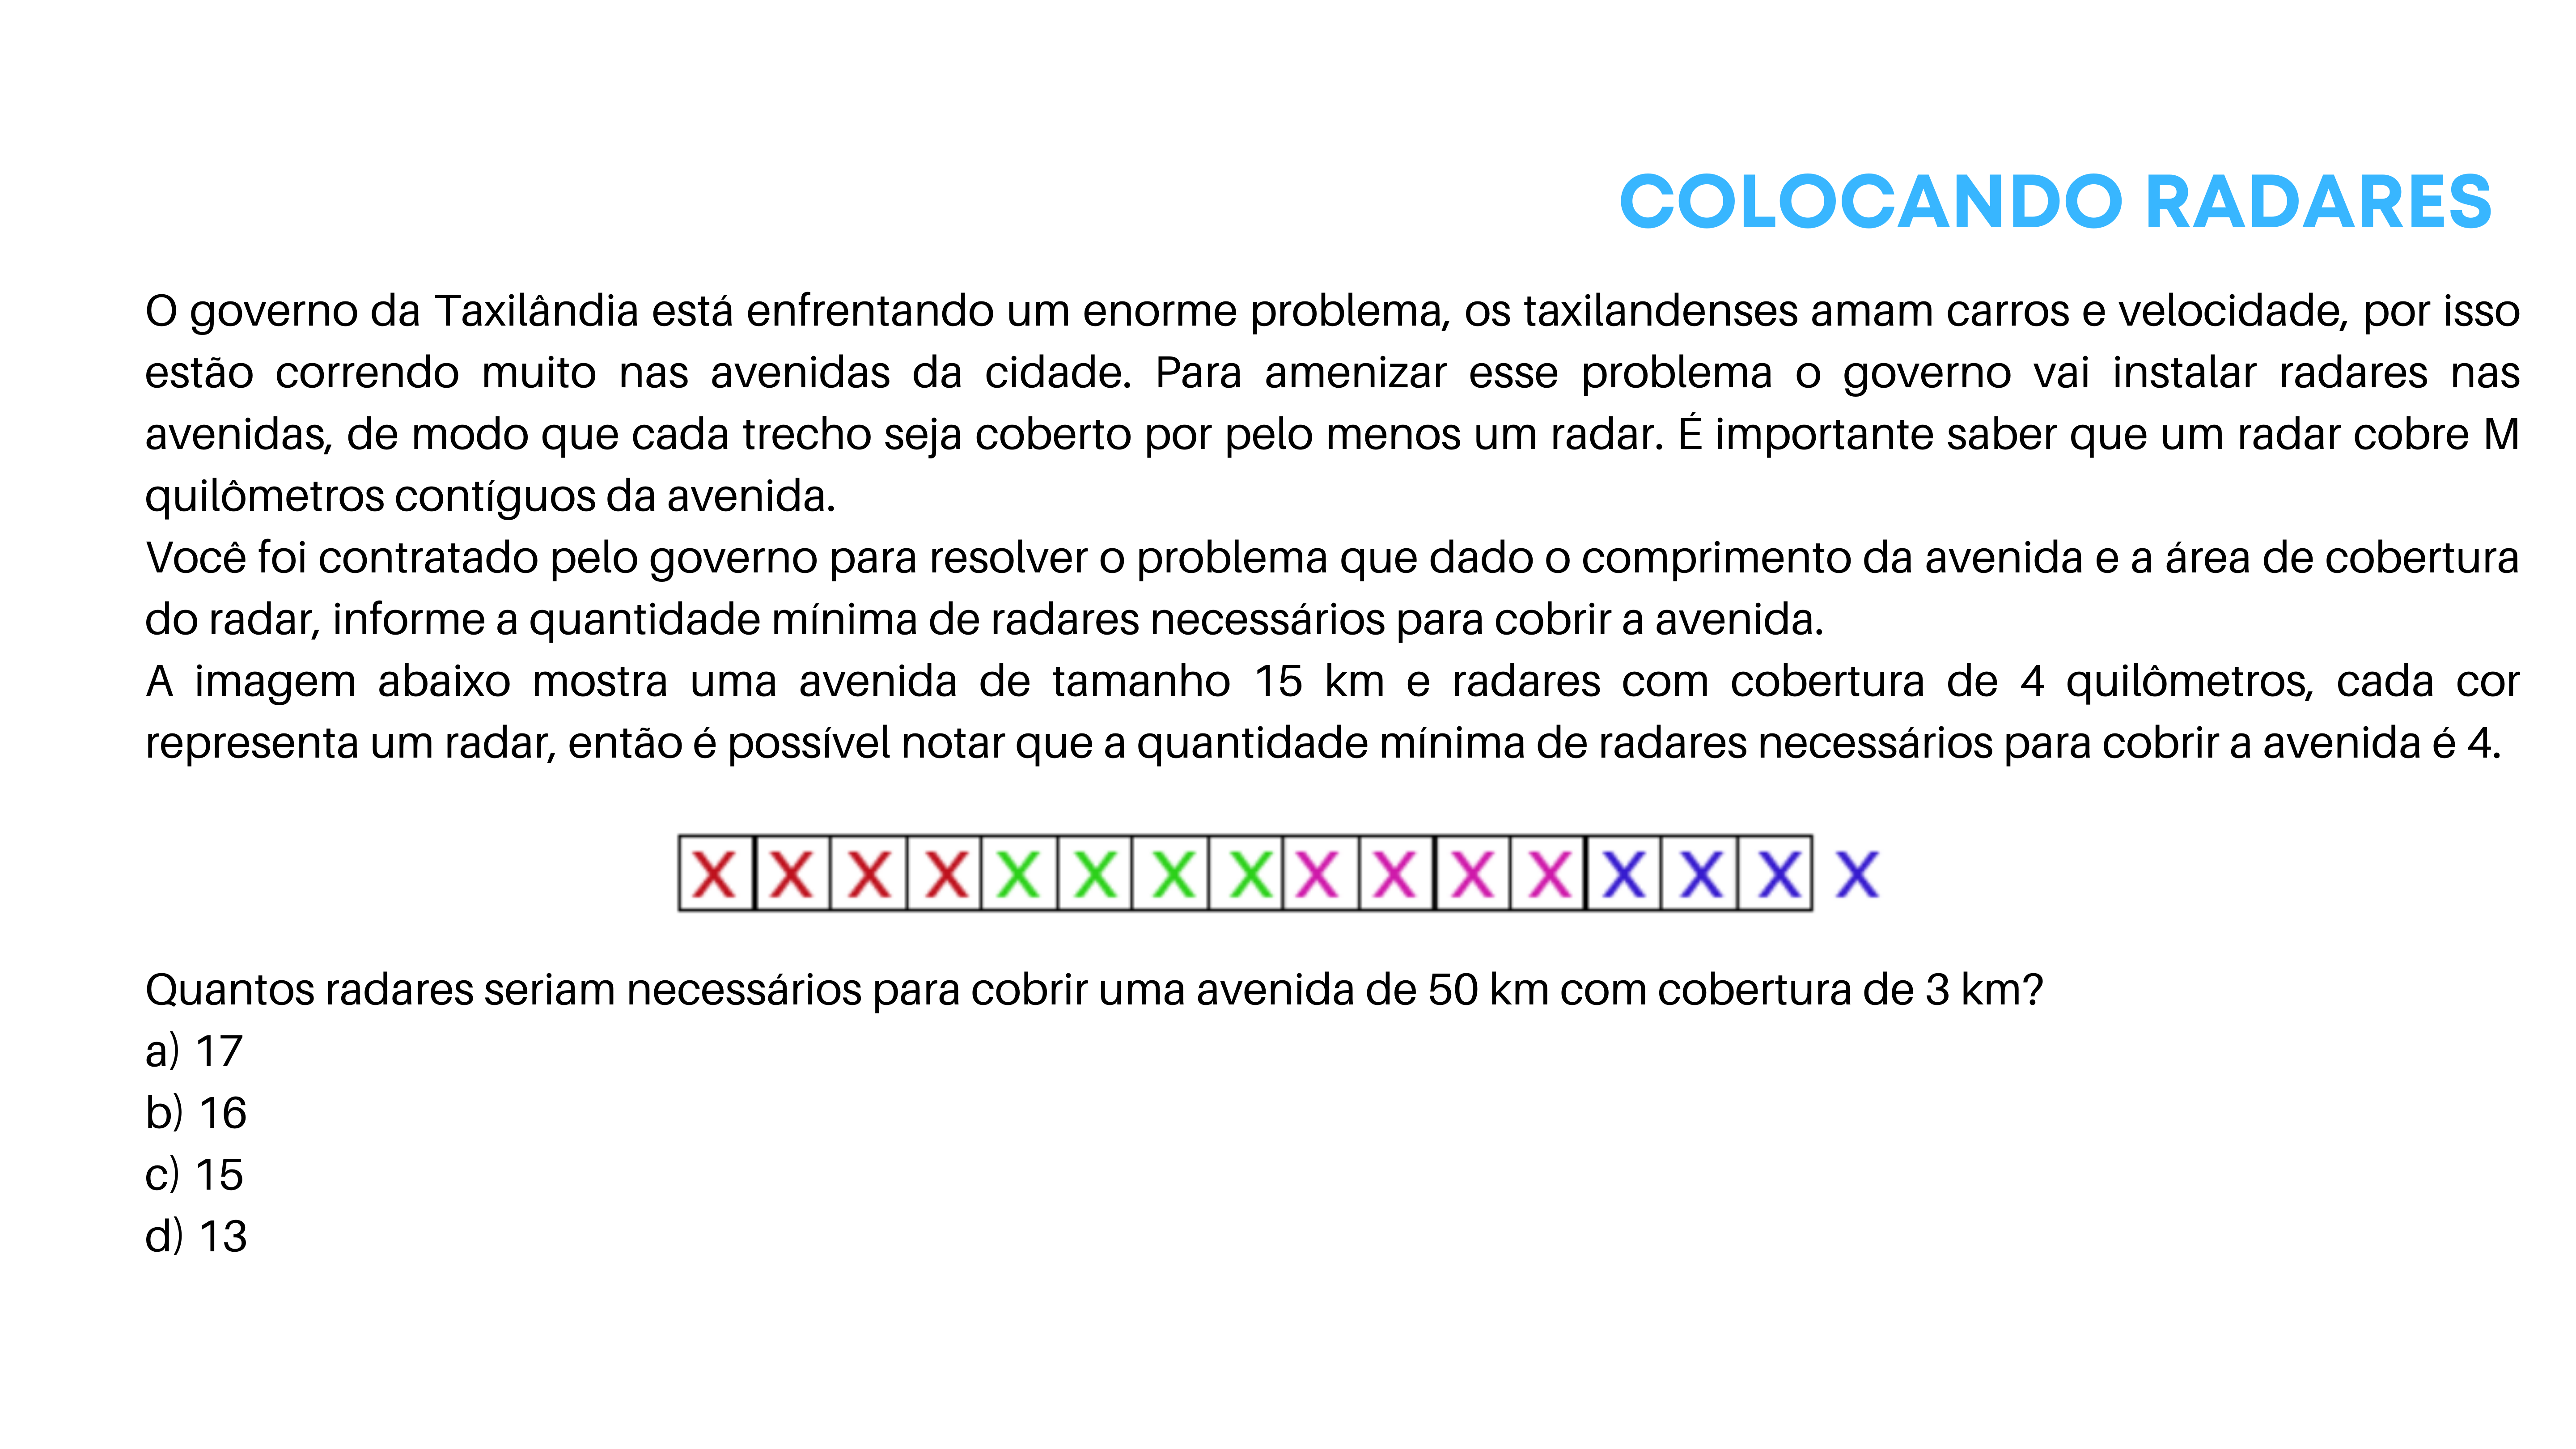 COLOCANDO RADARES
O governo da Taxilândia está enfrentando um enorme problema, os taxilandenses amam carros e velocidade, por isso
estão correndo muito nas avenidas da cidade. Para amenizar esse problema o governo vai instalar radares nas
avenidas, de modo que cada trecho seja coberto por pelo menos um radar. É importante saber que um radar cobre M
quilômetros contíguos da avenida.
Você foi contratado pelo governo para resolver o problema que dado o comprimento da avenida e a área de cobertura
do radar, informe a quantidade mínima de radares necessários para cobrir a avenida.
A imagem abaixo mostra uma avenida de tamanho 15 km e radares com cobertura de 4 quilômetros, cada cor
representa um radar, então é possível notar que a quantidade mínima de radares necessários para cobrir a avenida é 4.
X X X X X X X X X X X X X X X X
Quantos radares seriam necessários para cobrir uma avenida de 50 km com cobertura de 3 km?
a) 17
b) 16
c) 15
d) 13